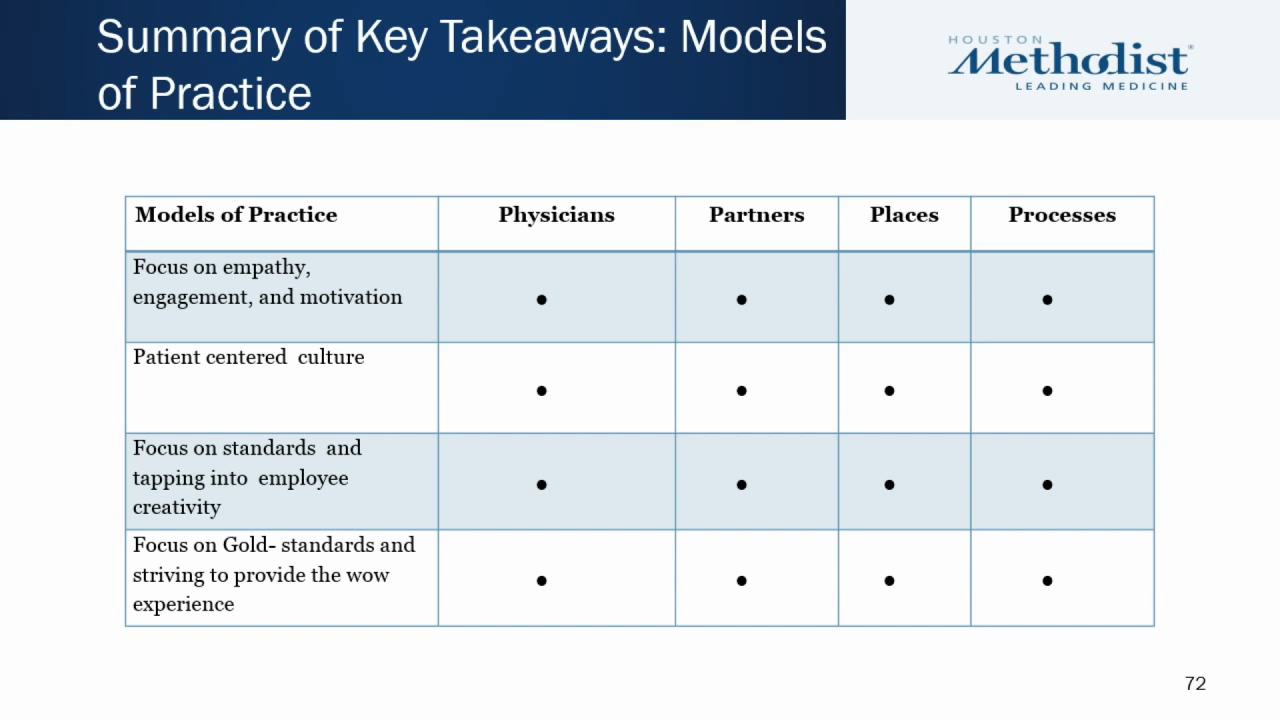 Summary of Key Takeaways: Models
of Practice
HOUSTON
Methodist®
LEADING MEDICINE
Models of Practice Physicians Partners Places Processes
Focus on empathy,
engagement, and motivation
• • • •
Patient centered culture
• • • •
Focus on standards and
tapping into employee
creativity
• • • •
Focus on Gold- standards and
striving to provide the wow
experience
• • • •
72